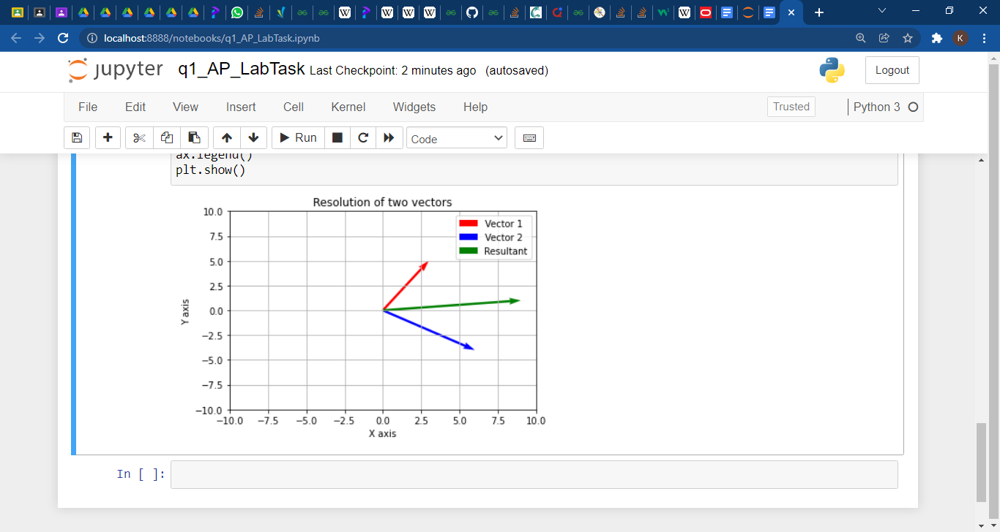 K
localhost:8888/notebooks/q1_AP_LabTask.ipynb
jupyter q1_AP_LabTask Last Checkpoint: 2 minutes ago (autosaved)
Logout
File Edit View Insert Cell Kernel Widgets Help
Trusted
Python 3
Run
Code
ax.legend()
plt.show()
Resolution of two vectors
Vector 1
Vector 2
Resultant
10.0
7.5
5.0
2.5
0.0
−2.5
−5.0
−7.5
−10.0
Y axis
−10.0 −7.5 −5.0 −2.5 0.0 2.5 5.0 7.5 10.0
X axis
In [ ]: